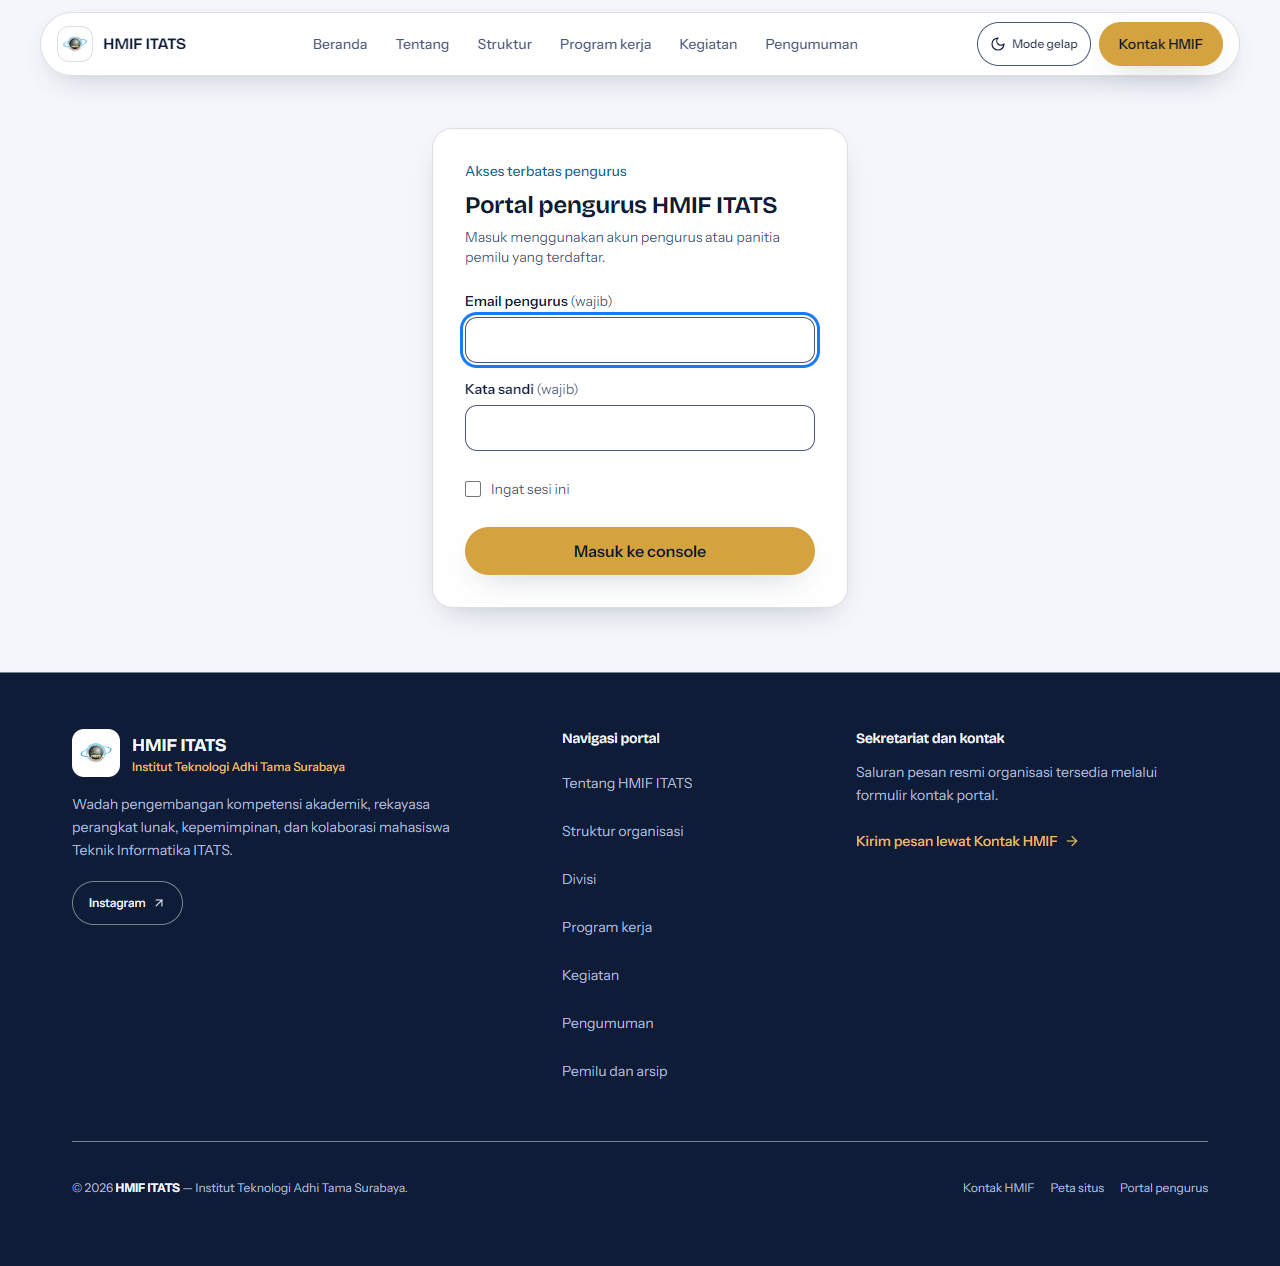 HMIF ITATS
Beranda
Tentang
Struktur
Program kerja
Kegiatan
Pengumuman
Mode gelap
Kontak HMIF
Akses terbatas pengurus
Portal pengurus HMIF ITATS
Masuk menggunakan akun pengurus atau panitia
pemilu yang terdaftar.
Email pengurus (wajib)
Kata sandi (wajib)
Ingat sesi ini
Masuk ke console
HMIF ITATS
Institut Teknologi Adhi Tama Surabaya
Wadah pengembangan kompetensi akademik, rekayasa
perangkat lunak, kepemimpinan, dan kolaborasi mahasiswa
Teknik Informatika ITATS.
Instagram
Navigasi portal
Tentang HMIF ITATS
Struktur organisasi
Divisi
Program kerja
Kegiatan
Pengumuman
Pemilu dan arsip
Sekretariat dan kontak
Saluran pesan resmi organisasi tersedia melalui
formulir kontak portal.
Kirim pesan lewat Kontak HMIF
© 2026 HMIF ITATS — Institut Teknologi Adhi Tama Surabaya.
Kontak HMIF
Peta situs
Portal pengurus